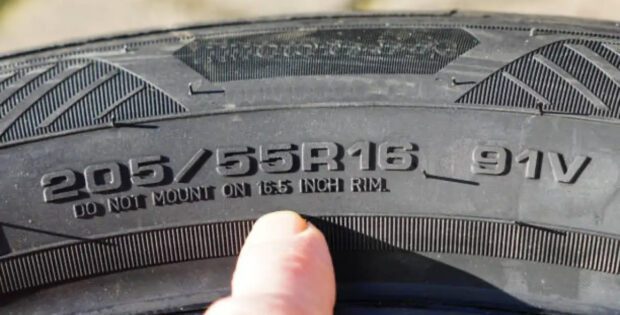 205/55R16 91V
DO NOT MOUNT ON 16.5 INCH RIM.